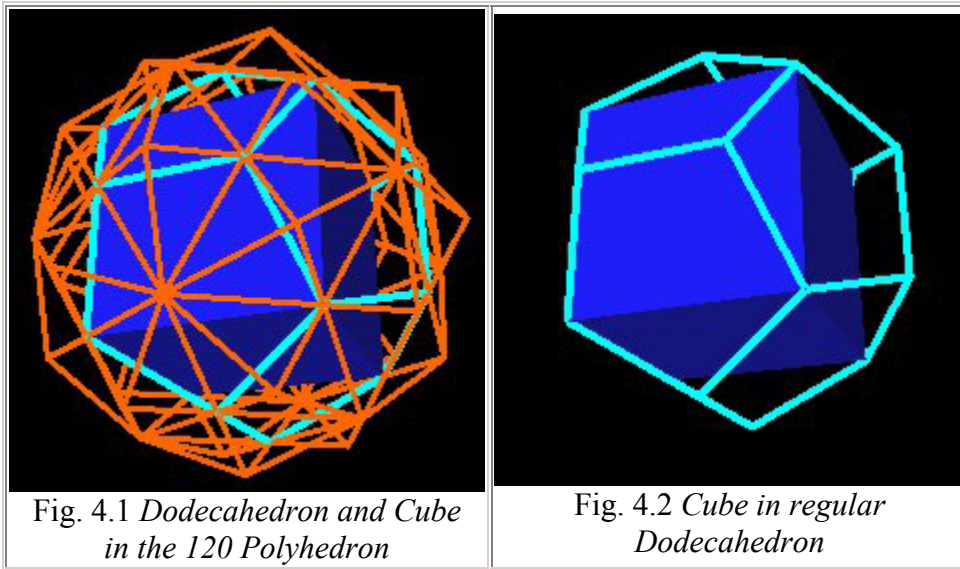 Fig. 4.1 Dodecahedron and Cube
in the 120 Polyhedron
Fig. 4.2 Cube in regular
Dodecahedron